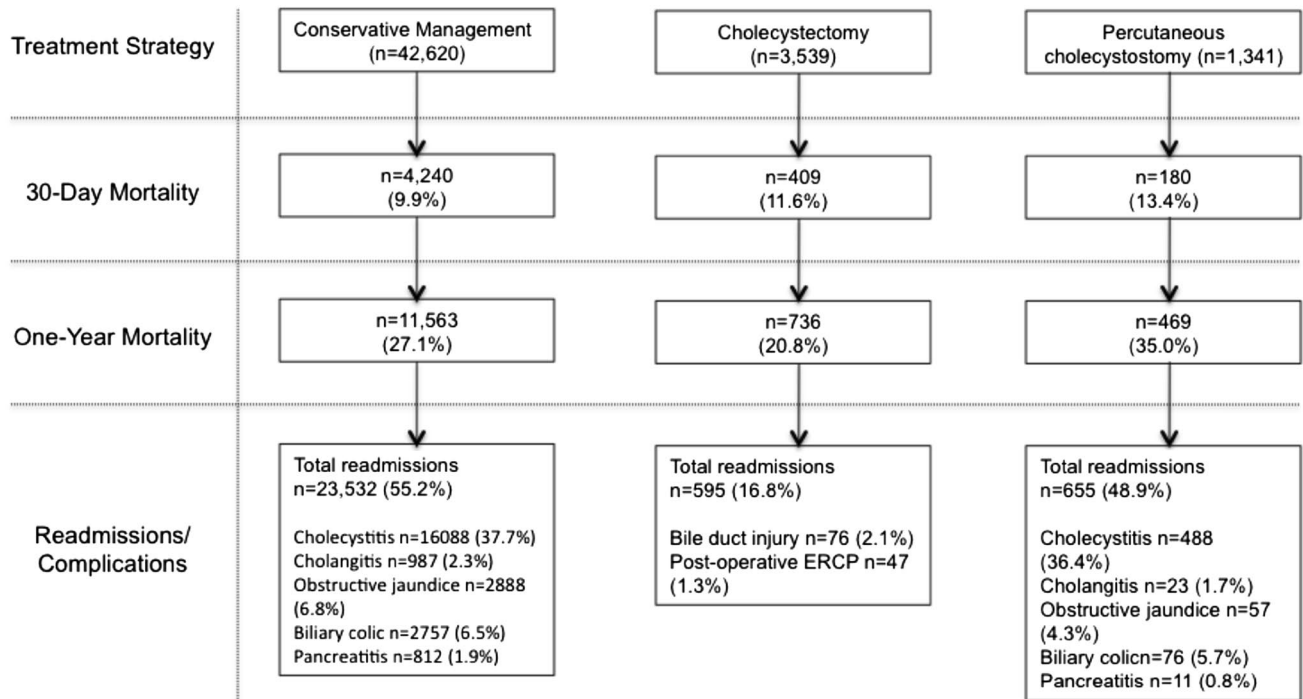 Treatment Strategy
Conservative Management
(n=42,620)
Cholecystectomy
(n=3,539)
Percutaneous
cholecystostomy (n=1,341)
30-Day Mortality
n=4,240
(9.9%)
n=409
(11.6%)
n=180
(13.4%)
One-Year Mortality
n=11,563
(27.1%)
n=736
(20.8%)
n=469
(35.0%)
Readmissions/
Complications
Total readmissions
n=23,532 (55.2%)
Cholecystitis n=16088 (37.7%)
Cholangitis n=987 (2.3%)
Obstructive jaundice n=2888
(6.8%)
Biliary colic n=2757 (6.5%)
Pancreatitis n=812 (1.9%)
Total readmissions
n=595 (16.8%)
Bile duct injury n=76 (2.1%)
Post-operative ERCP n=47
(1.3%)
Total readmissions
n=655 (48.9%)
Cholecystitis n=488
(36.4%)
Cholangitis n=23 (1.7%)
Obstructive jaundice n=57
(4.3%)
Biliary colicn=76 (5.7%)
Pancreatitis n=11 (0.8%)